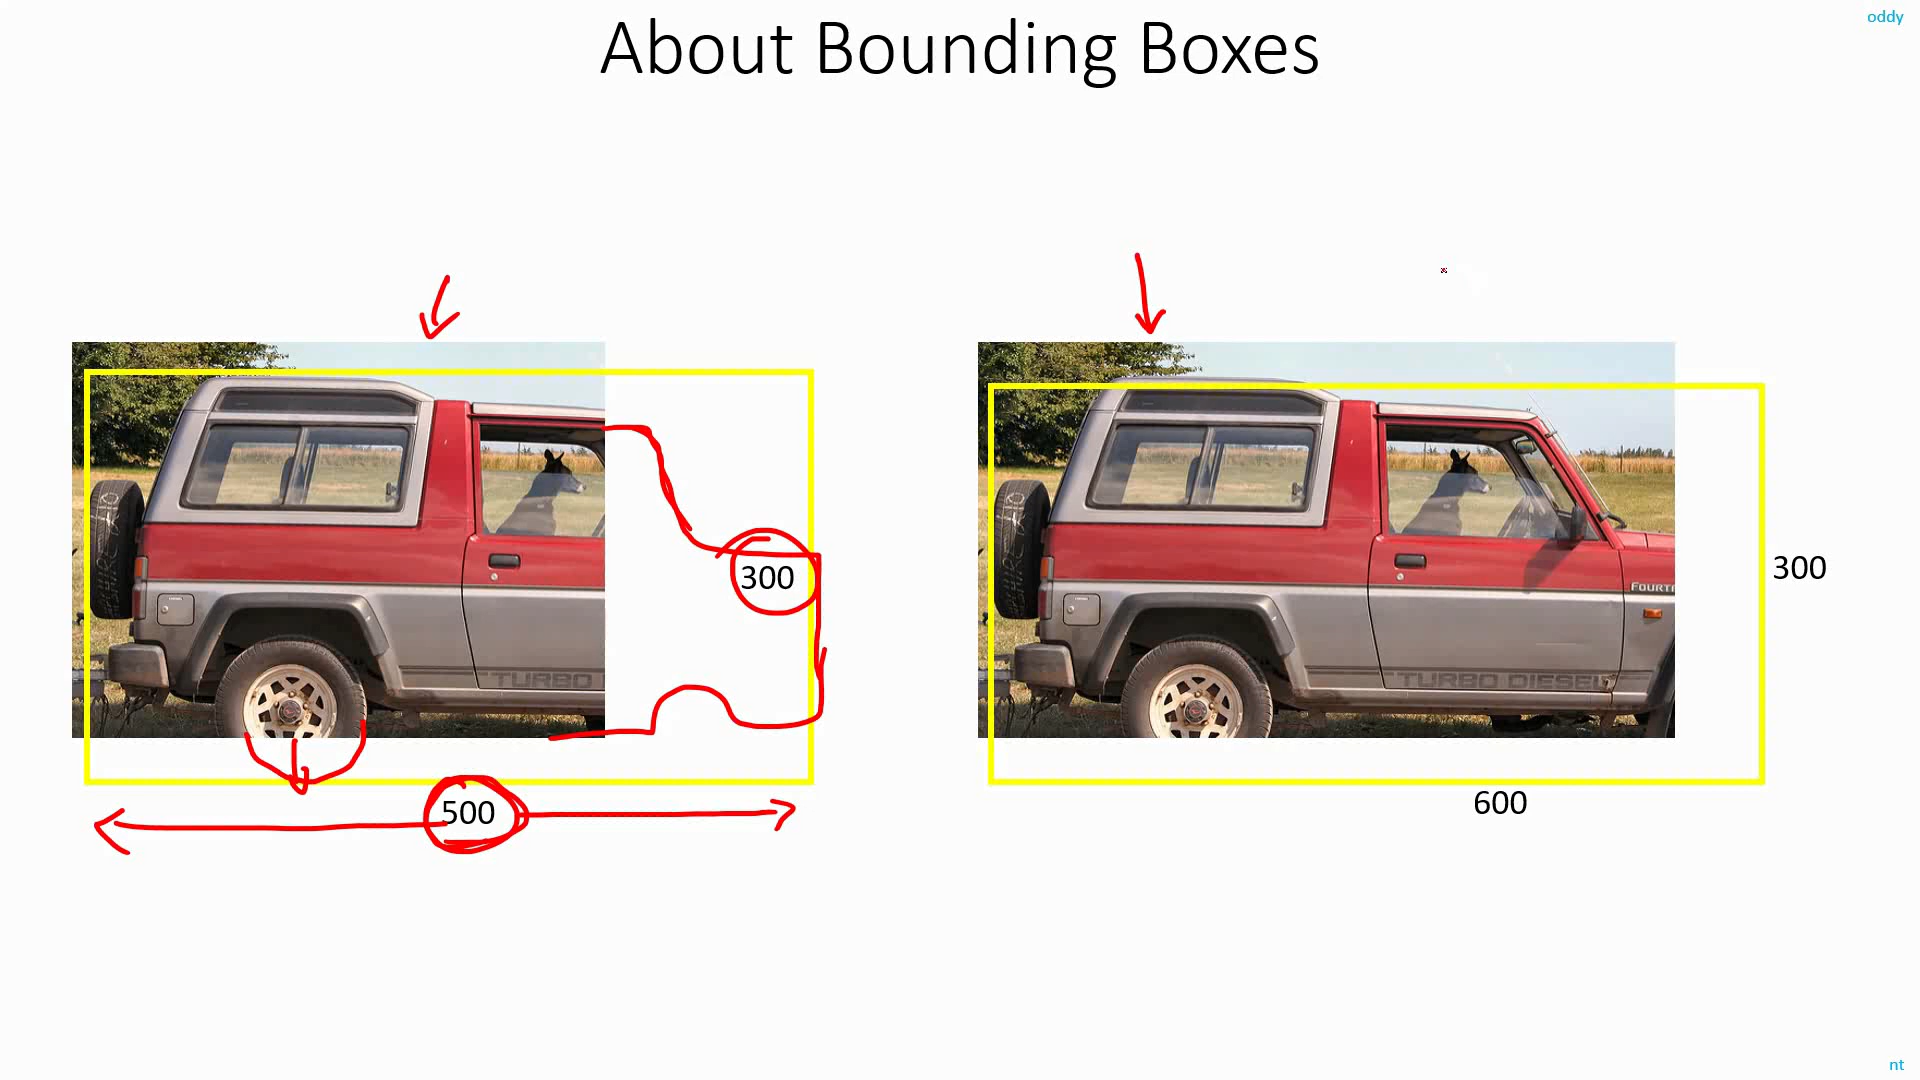 oddy
About Bounding Boxes
300
TURBO
500
FOURT
TURBO DIESEL
300
600
nt